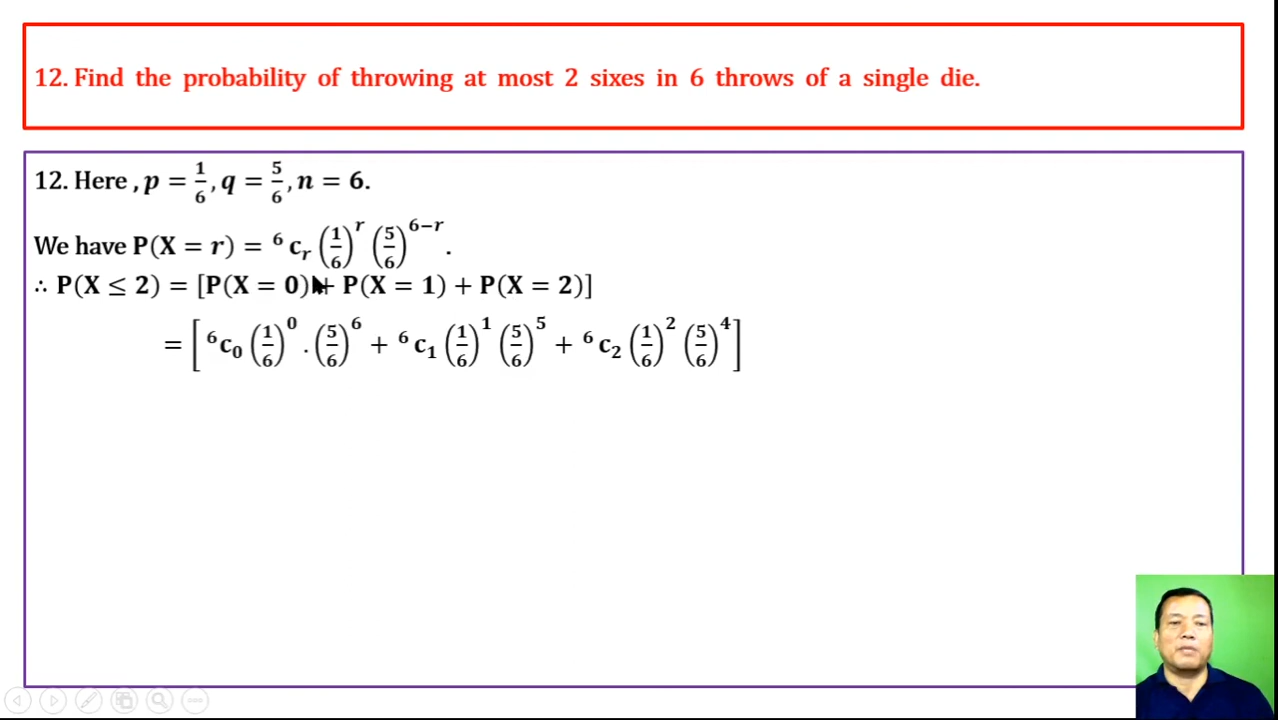 12. Find the probability of throwing at most 2 sixes in 6 throws of a single die.
12. Here , p = 1/6 , q = 5/6 , n = 6.
We have P(X = r) = ⁶c_r (1/6)^r (5/6)^(6−r) .
∴ P(X ≤ 2) = [P(X = 0) + P(X = 1) + P(X = 2)]
= [ ⁶c₀ (1/6)⁰ . (5/6)⁶ + ⁶c₁ (1/6)¹ (5/6)⁵ + ⁶c₂ (1/6)² (5/6)⁴ ]